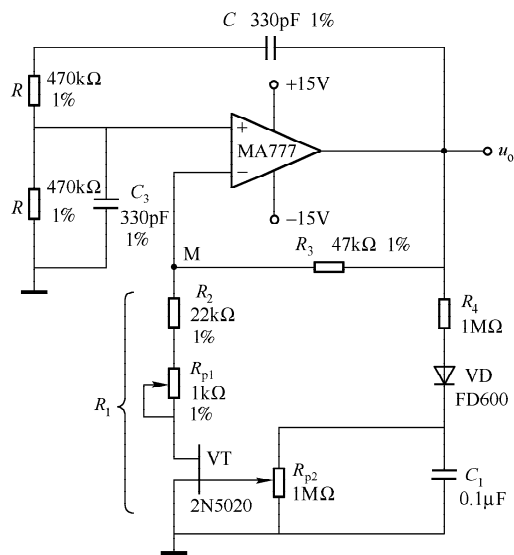 C 330pF 1%
R 470kΩ
1%
+15V
+
MA777
−
uo
R 470kΩ
1%
C3
330pF
1%
−15V
M
R3 47kΩ 1%
R2
22kΩ
1%
R4
1MΩ
Rp1
1kΩ
1%
VD
FD600
R1
VT
2N5020
Rp2
1MΩ
C1
0.1μF